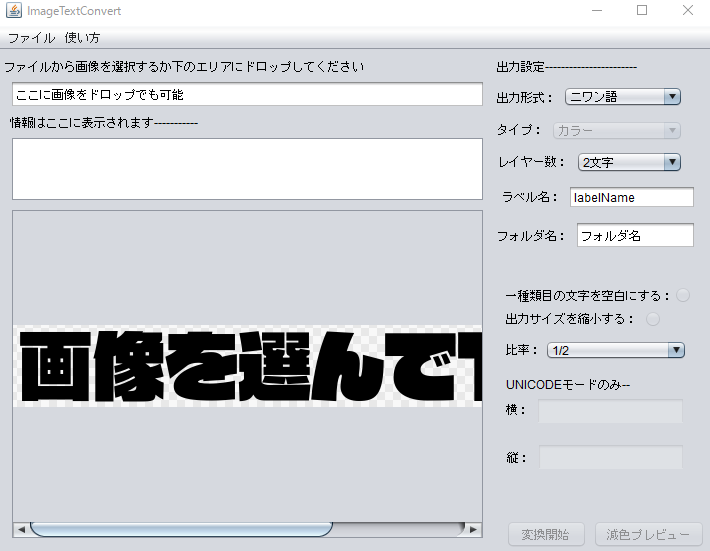 ImageTextConvert
ファイル 使い方
ファイルから画像を選択するか下のエリアにドロップしてください
ここに画像をドロップでも可能
情報はここに表示されます-----------
画像を選んで
出力設定-----------------------
出力形式： ニワン語
タイプ： カラー
レイヤー数： 2文字
ラベル名： labelName
フォルダ名： フォルダ名
一種類目の文字を空白にする：
出力サイズを縮小する：
比率： 1/2
UNICODEモードのみ--
横：
縦：
変換開始 減色プレビュー